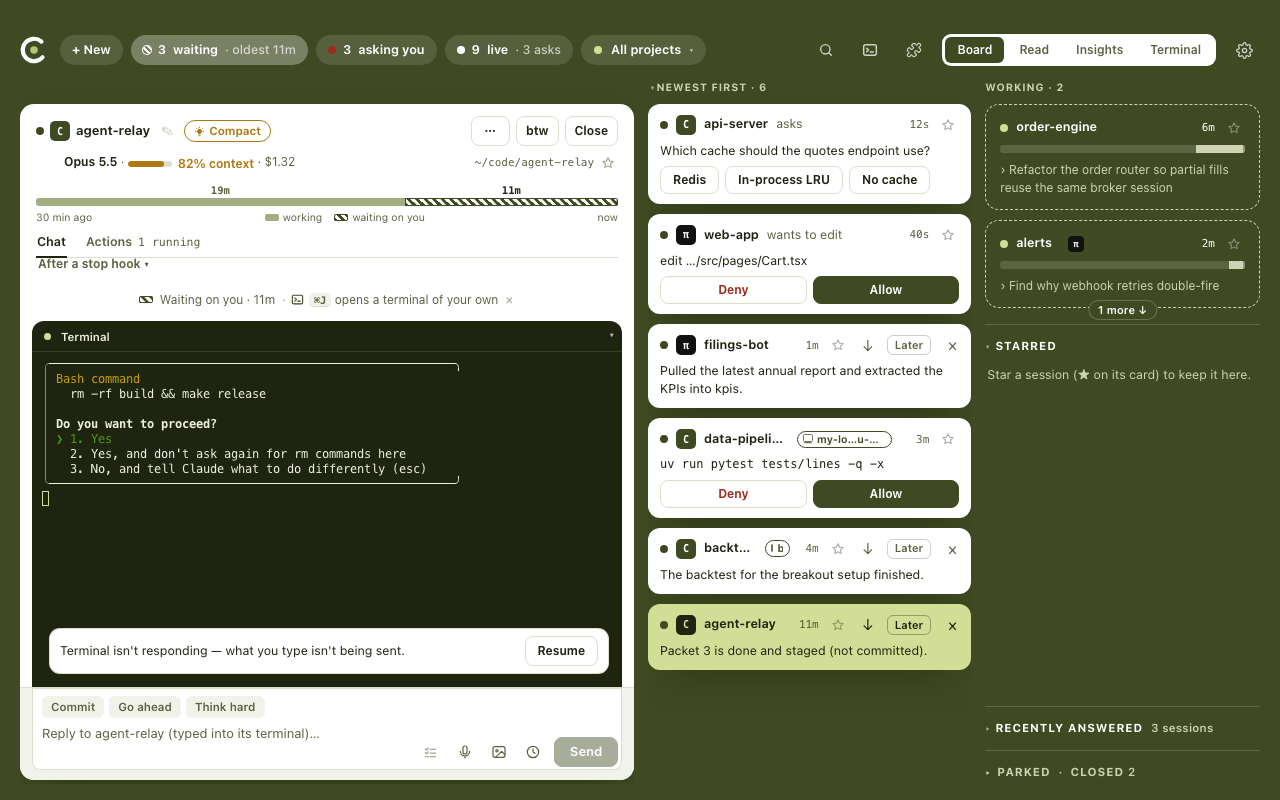 + New
3 waiting · oldest 11m
3 asking you
9 live · 3 asks
All projects
Board
Read
Insights
Terminal
C agent-relay
Compact
···
btw
Close
Opus 5.5 · 82% context · $1.32
~/code/agent-relay
19m
11m
30 min ago
working
waiting on you
now
Chat
Actions 1 running
After a stop hook
Waiting on you · 11m · ⌘J opens a terminal of your own ×
Terminal
Bash command
rm -rf build && make release
Do you want to proceed?
❯ 1. Yes
2. Yes, and don't ask again for rm commands here
3. No, and tell Claude what to do differently (esc)
Terminal isn't responding — what you type isn't being sent.
Resume
Commit
Go ahead
Think hard
Reply to agent-relay (typed into its terminal)…
Send
NEWEST FIRST · 6
C api-server asks 12s
Which cache should the quotes endpoint use?
Redis
In-process LRU
No cache
π web-app wants to edit 40s
edit …/src/pages/Cart.tsx
Deny
Allow
π filings-bot 1m ↓ Later ×
Pulled the latest annual report and extracted the
KPIs into kpis.
C data-pipeli… my-lo…u-… 3m
uv run pytest tests/lines -q -x
Deny
Allow
C backt… 4m ↓ Later ×
The backtest for the breakout setup finished.
C agent-relay 11m ↓ Later ×
Packet 3 is done and staged (not committed).
WORKING · 2
order-engine 6m
› Refactor the order router so partial fills
reuse the same broker session
alerts π 2m
› Find why webhook retries double-fire
1 more ↓
STARRED
Star a session (★ on its card) to keep it here.
RECENTLY ANSWERED 3 sessions
PARKED · CLOSED 2